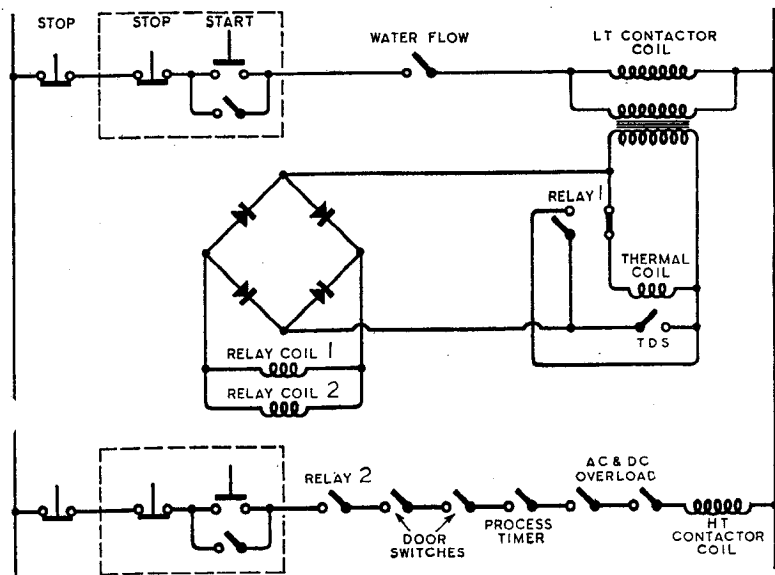 STOP
STOP
START
WATER FLOW
LT CONTACTOR
COIL
RELAY 1
THERMAL
COIL
TDS
RELAY COIL 1
RELAY COIL 2
RELAY 2
DOOR
SWITCHES
PROCESS
TIMER
AC & DC
OVERLOAD
HT
CONTACTOR
COIL